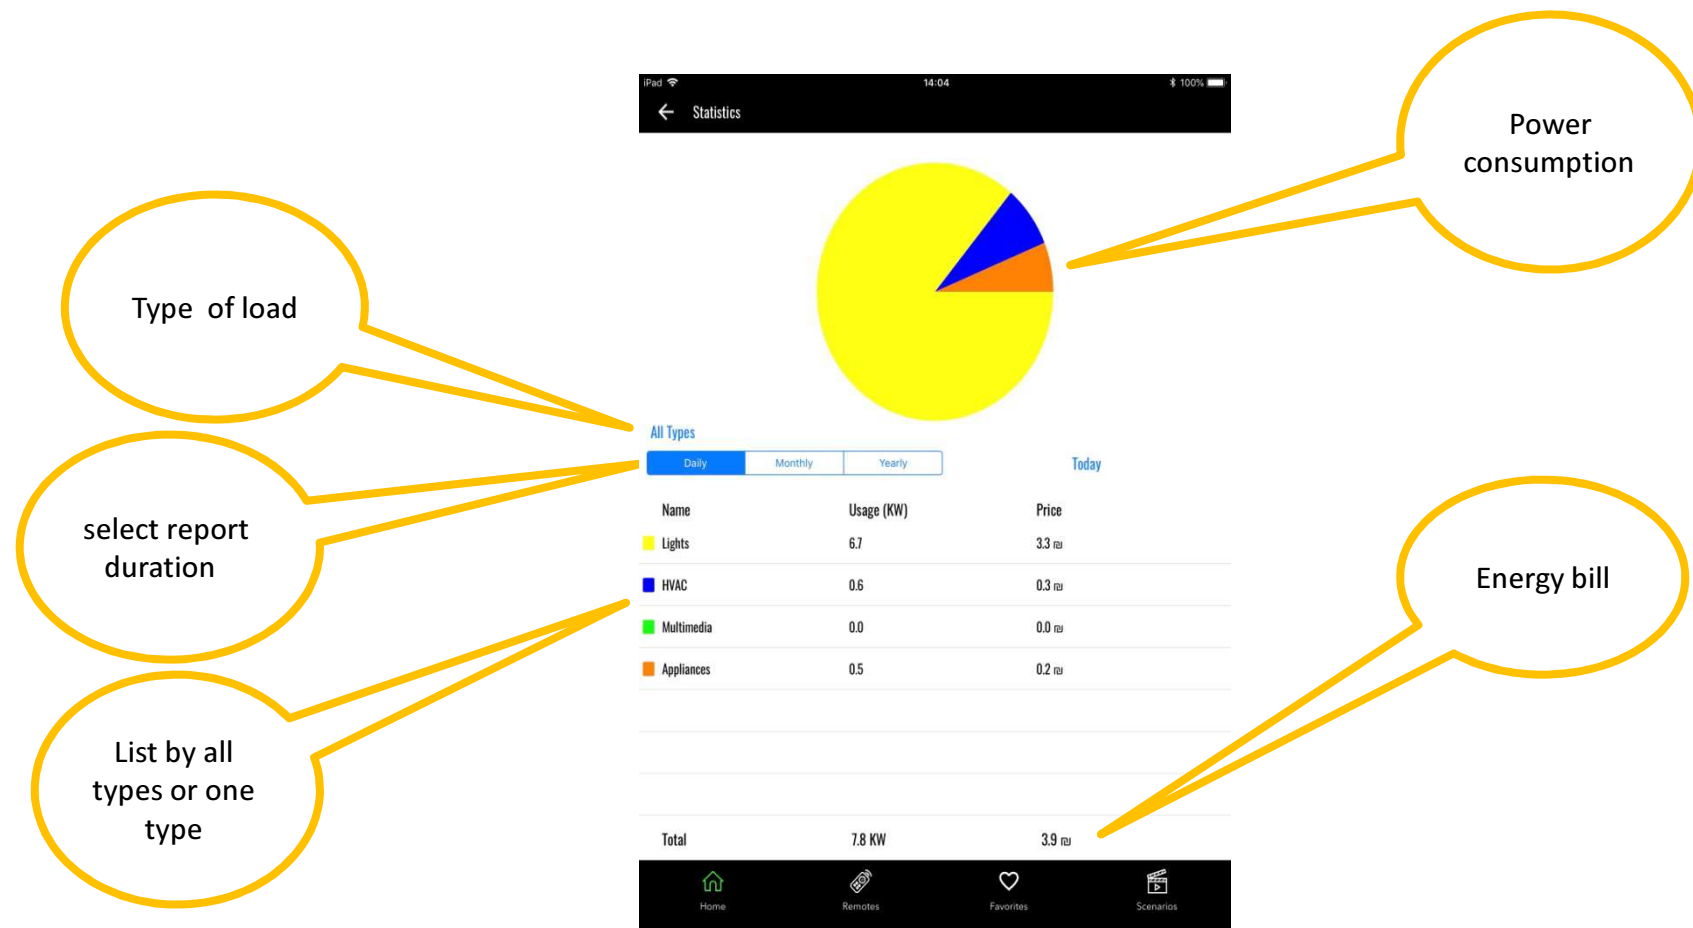 iPad 14:04 100%
Statistics
Power
consumption
Type of load
All Types
Daily Monthly Yearly Today
select report
duration
Name Usage (KW) Price
Lights 6.7 3.3 ₪
HVAC 0.6 0.3 ₪
Multimedia 0.0 0.0 ₪
Appliances 0.5 0.2 ₪
Energy bill
List by all
types or one
type
Total 7.8 KW 3.9 ₪
Home Remotes Favorites Scenarios